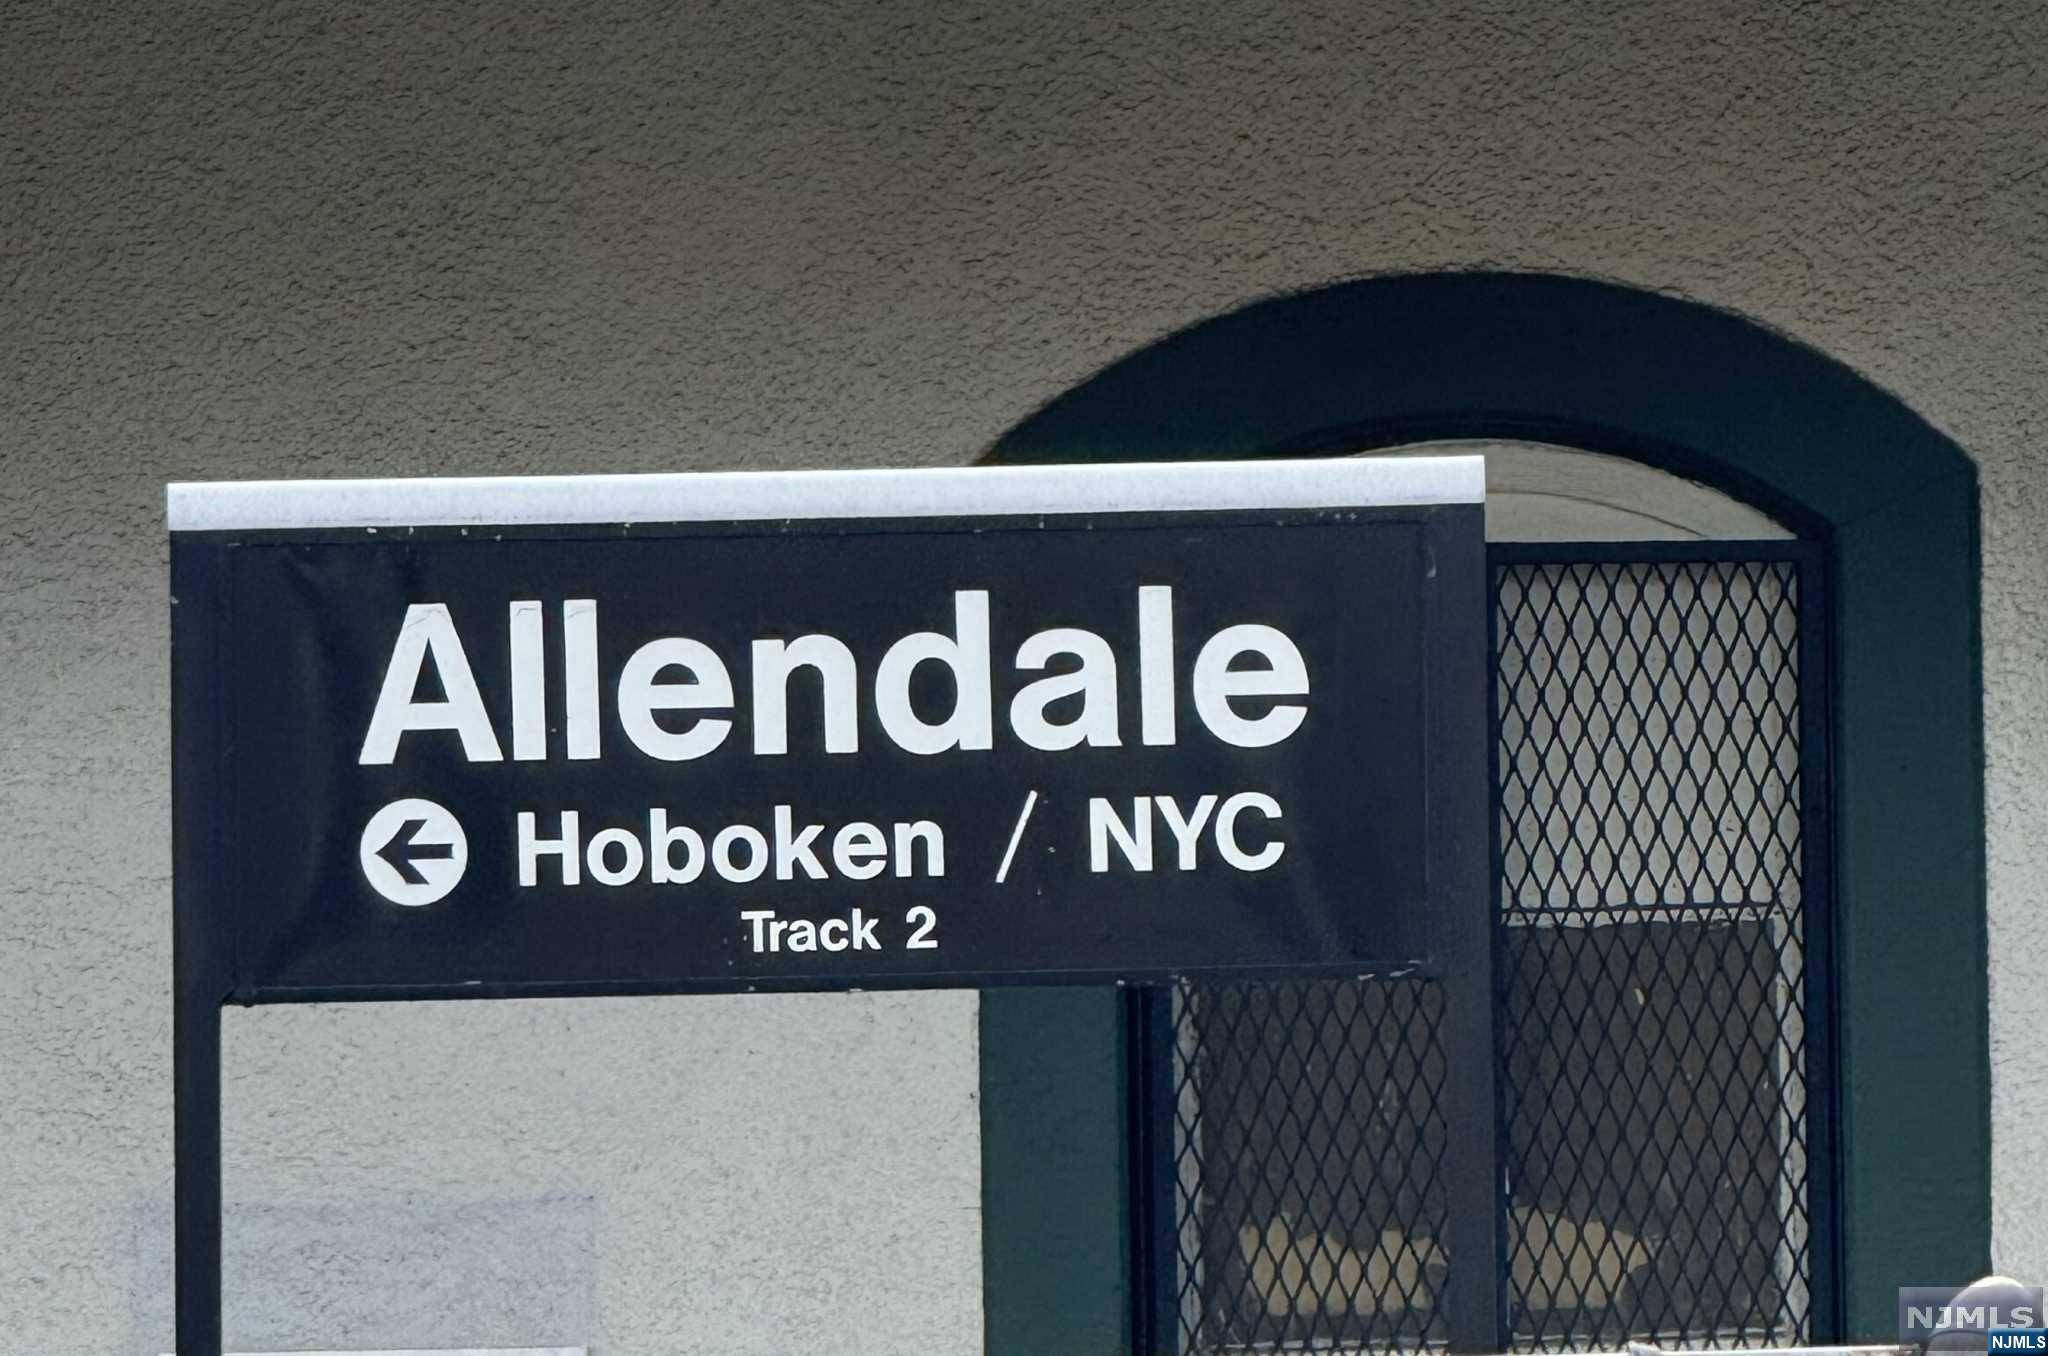 Allendale
Hoboken / NYC
Track 2
NJMLS
NJMLS